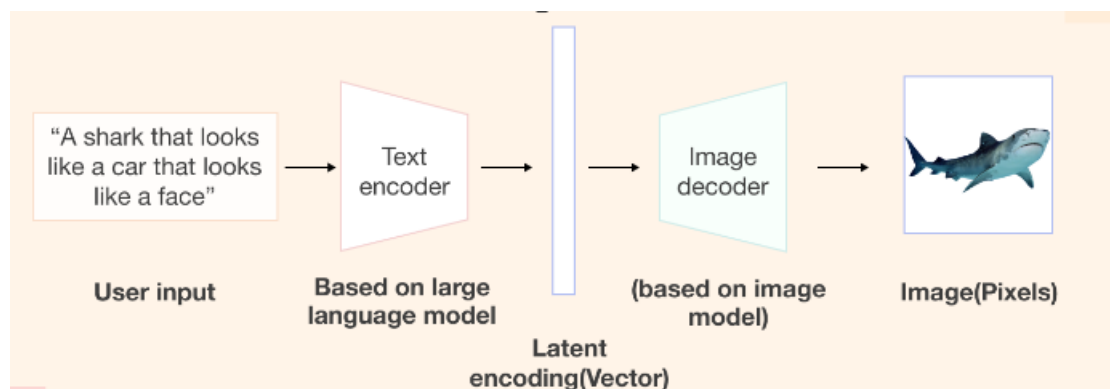 “A shark that looks
like a car that looks
like a face”
Text
encoder
Image
decoder
User input
Based on large
language model
Latent
encoding(Vector)
(based on image
model)
Image(Pixels)